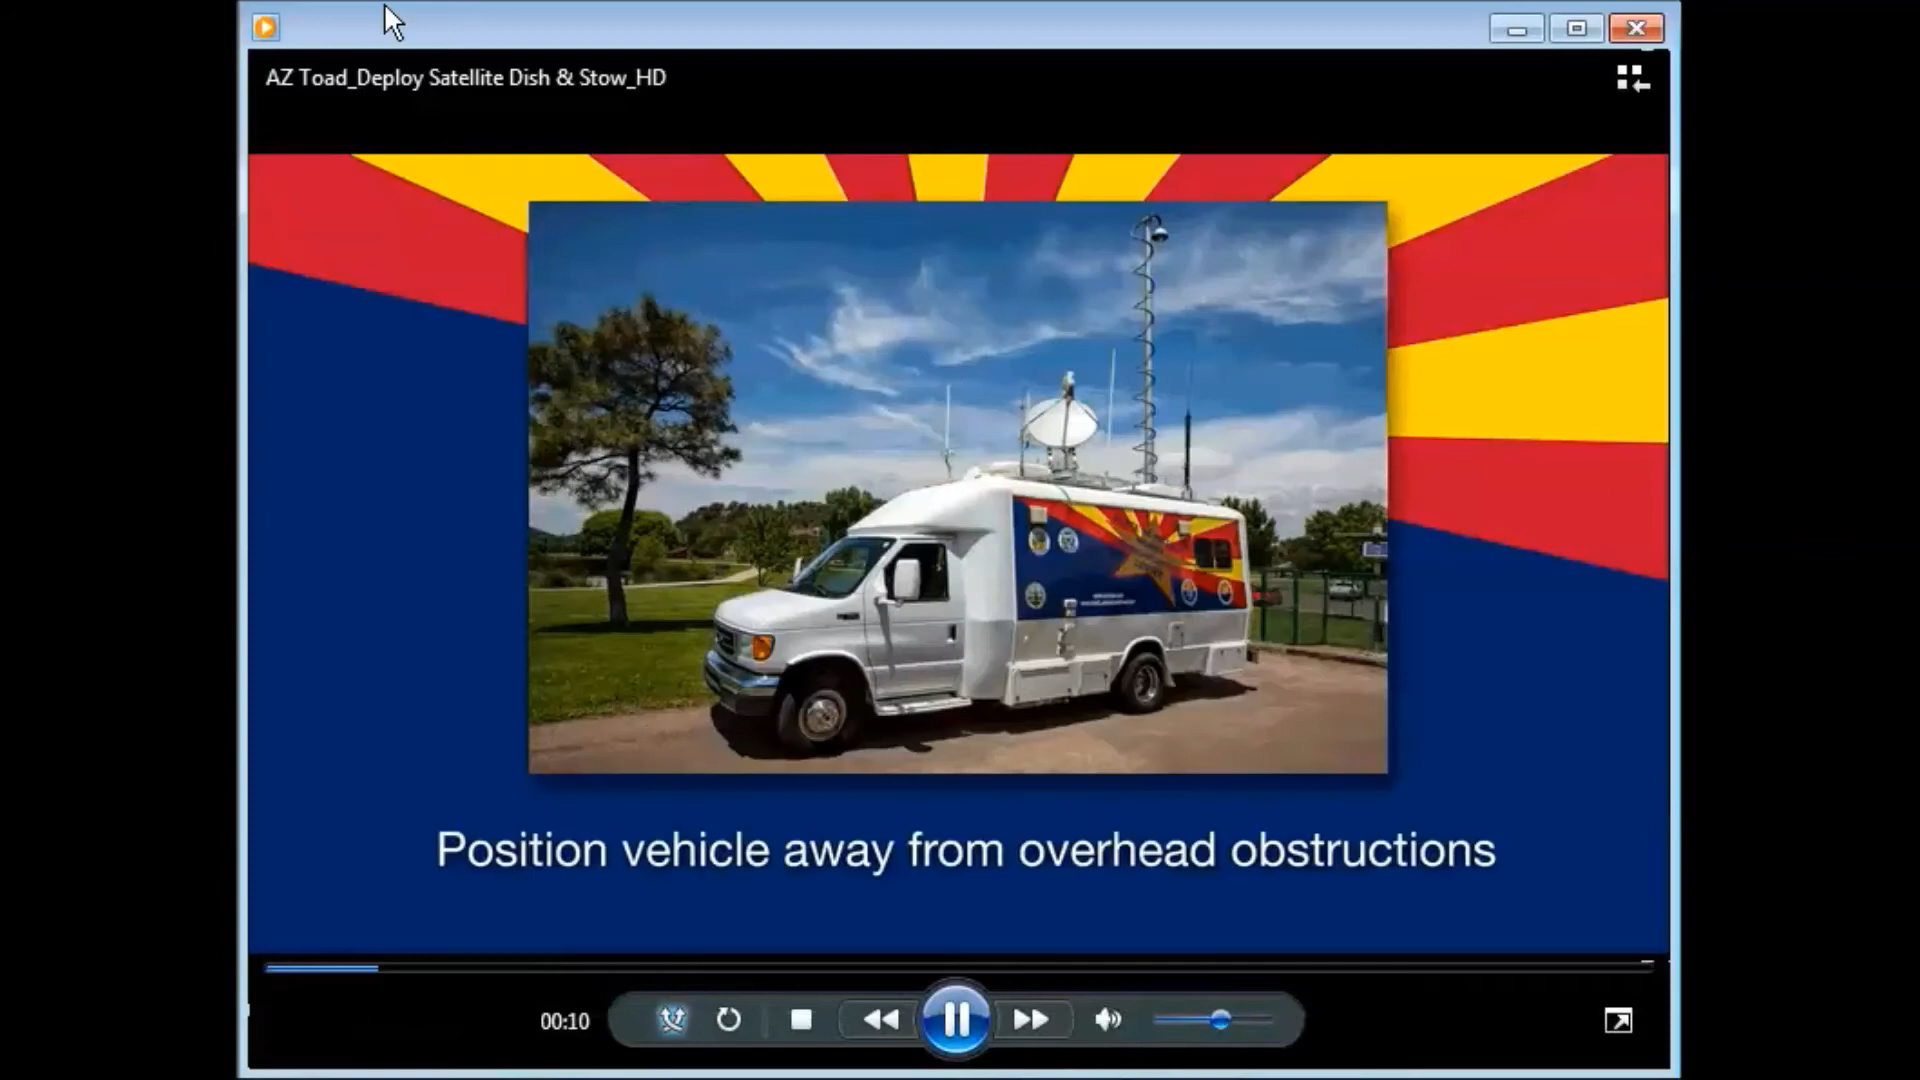 AZ Toad_Deploy Satellite Dish & Stow_HD
Position vehicle away from overhead obstructions
00:10